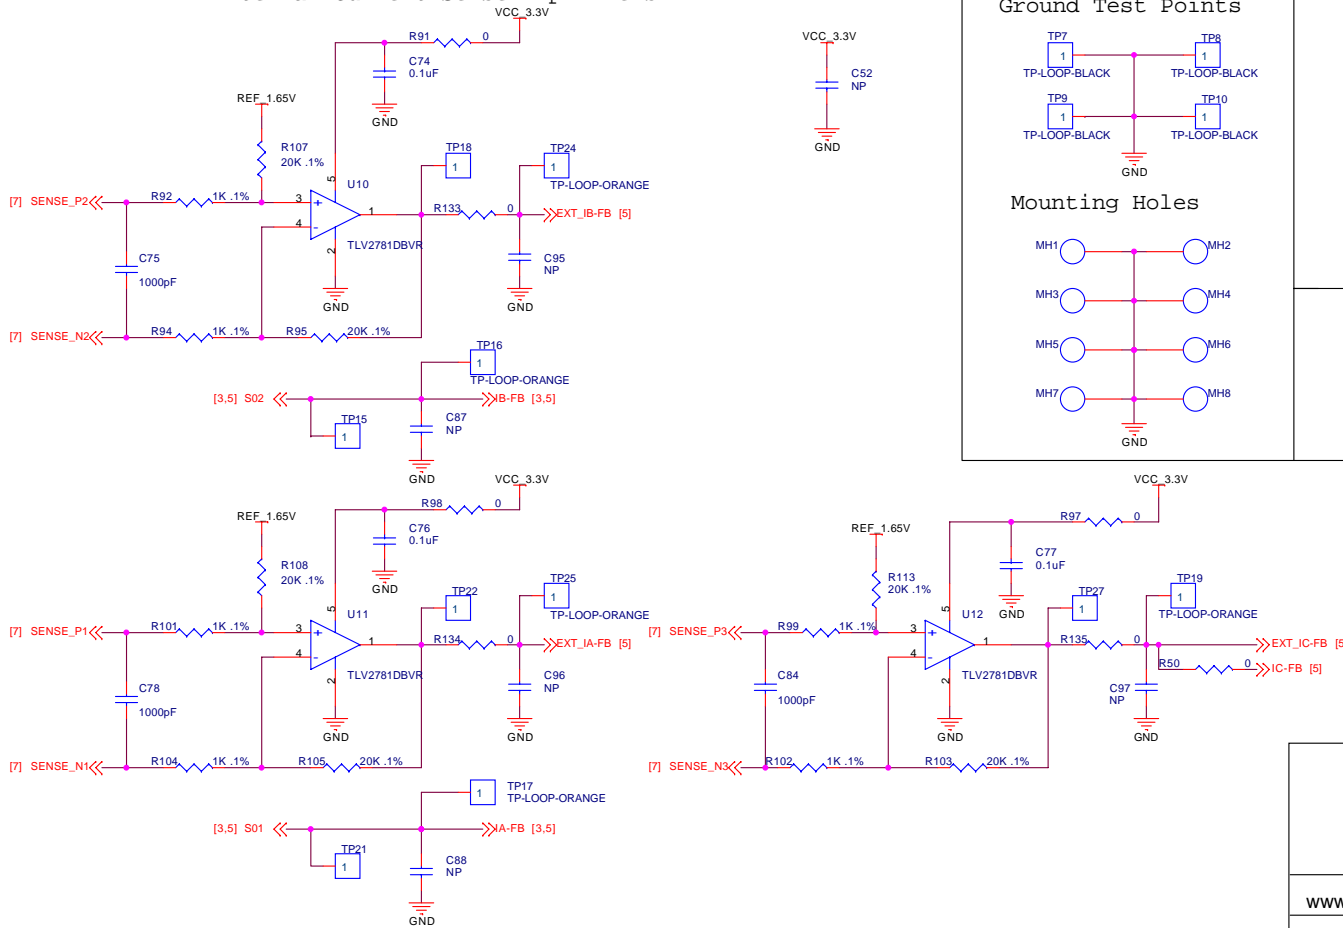 Ground Test Points
TP7
1
TP-LOOP-BLACK
TP8
1
TP-LOOP-BLACK
TP9
1
TP-LOOP-BLACK
TP10
1
TP-LOOP-BLACK
GND
Mounting Holes
MH1
MH2
MH3
MH4
MH5
MH6
MH7
MH8
GND
VCC_3.3V
C52
NP
GND
VCC_3.3V
R91
0
C74
0.1uF
GND
REF_1.65V
R107
20K .1%
TP18
1
TP24
1
TP-LOOP-ORANGE
[7] SENSE_P2
R92
1K .1%
U10
5
3
+
4
-
1
2
TLV2781DBVR
GND
R133
0
EXT_IB-FB [5]
C95
NP
GND
C75
1000pF
[7] SENSE_N2
R94
1K .1%
R95
20K .1%
TP16
1
TP-LOOP-ORANGE
[3,5] S02
IB-FB [3,5]
TP15
1
C87
NP
GND
VCC_3.3V
R98
0
C76
0.1uF
GND
REF_1.65V
R108
20K .1%
TP22
1
TP25
1
TP-LOOP-ORANGE
[7] SENSE_P1
R101
1K .1%
U11
5
3
+
4
-
1
2
TLV2781DBVR
GND
R134
0
EXT_IA-FB [5]
C96
NP
GND
C78
1000pF
[7] SENSE_N1
R104
1K .1%
R105
20K .1%
TP17
1
TP-LOOP-ORANGE
[3,5] S01
IA-FB [3,5]
TP21
1
C88
NP
GND
VCC_3.3V
R97
0
C77
0.1uF
GND
REF_1.65V
R113
20K .1%
TP27
1
TP19
1
TP-LOOP-ORANGE
[7] SENSE_P3
R99
1K .1%
U12
5
3
+
4
-
1
2
TLV2781DBVR
GND
R135
0
EXT_IC-FB [5
R50
0
IC-FB [5]
C97
NP
GND
C84
1000pF
[7] SENSE_N3
R102
1K .1%
R103
20K .1%
www